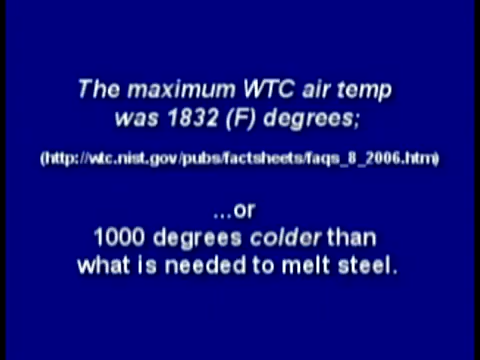 The maximum WTC air temp
was 1832 (F) degrees;
(http://wtc.nist.gov/pubs/factsheets/faqs_8_2006.htm)
...or
1000 degrees colder than
what is needed to melt steel.